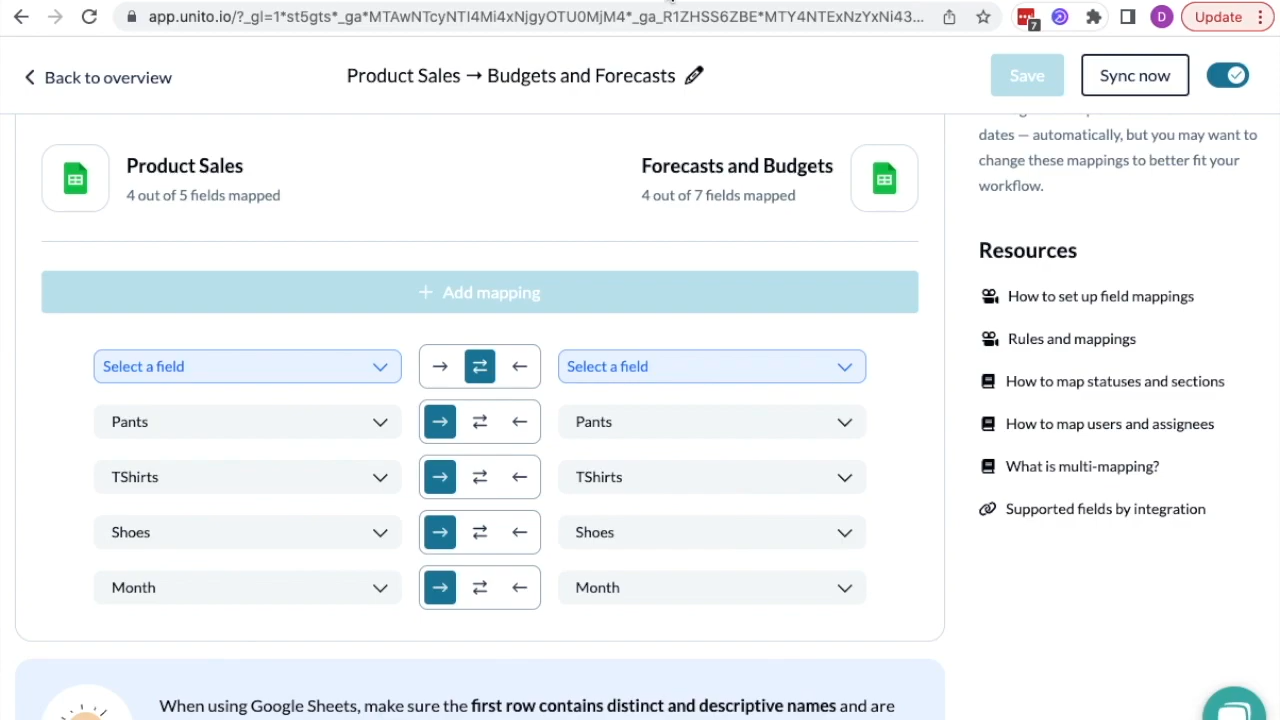 app.unito.io/?_gl=1*st5gts*_ga*MTAwNTcyNTI4Mi4xNjgyOTU0MjM4*_ga_R1ZHSS6ZBE*MTY4NTExNzYxNi43...
7
D
Update
Back to overview
Product Sales → Budgets and Forecasts
Save
Sync now
dates — automatically, but you may want to
change these mappings to better fit your
workflow.
Product Sales
4 out of 5 fields mapped
Forecasts and Budgets
4 out of 7 fields mapped
Resources
+ Add mapping
How to set up field mappings
Rules and mappings
Select a field
Select a field
How to map statuses and sections
Pants
Pants
How to map users and assignees
TShirts
TShirts
What is multi-mapping?
Shoes
Shoes
Supported fields by integration
Month
Month
When using Google Sheets, make sure the first row contains distinct and descriptive names and are